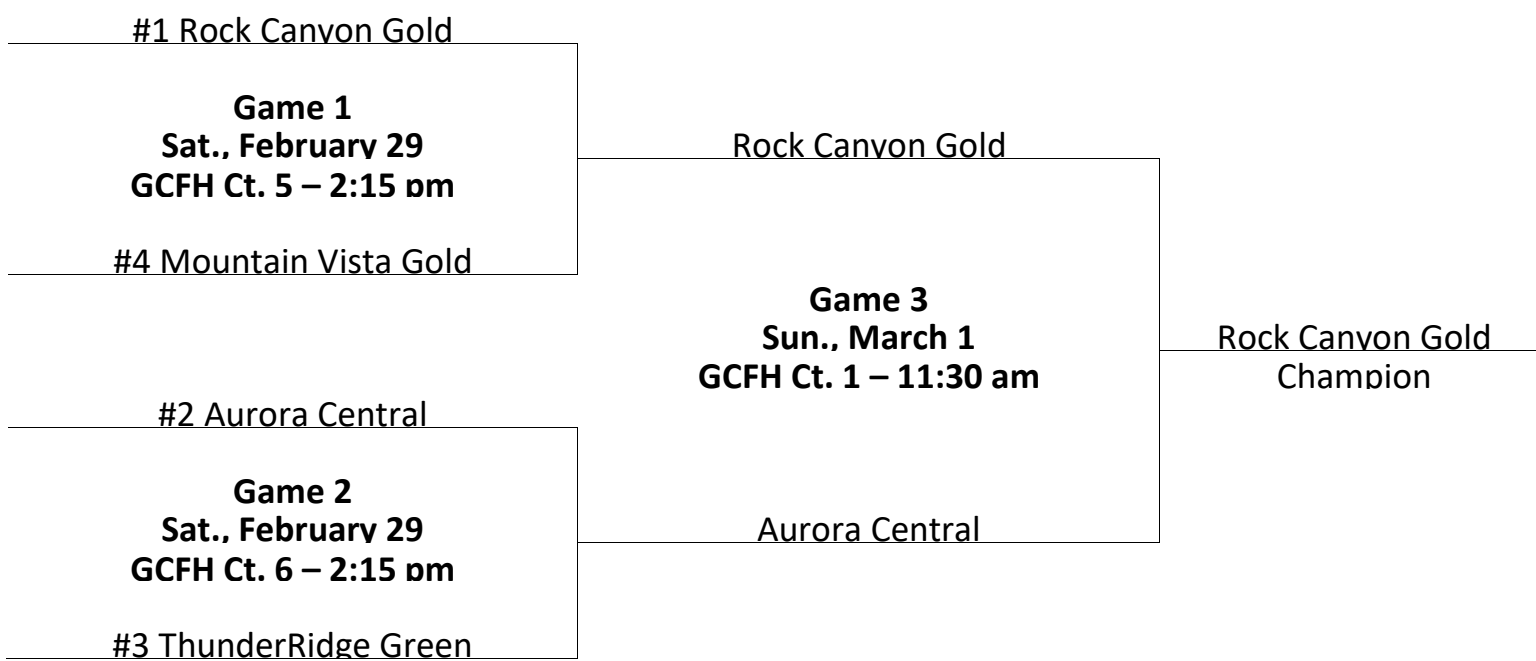 #1 Rock Canyon Gold
Game 1
Sat., February 29
GCFH Ct. 5 – 2:15 pm
#4 Mountain Vista Gold
#2 Aurora Central
Game 2
Sat., February 29
GCFH Ct. 6 – 2:15 pm
#3 ThunderRidge Green
Rock Canyon Gold
Game 3
Sun., March 1
GCFH Ct. 1 – 11:30 am
Aurora Central
Rock Canyon Gold
Champion